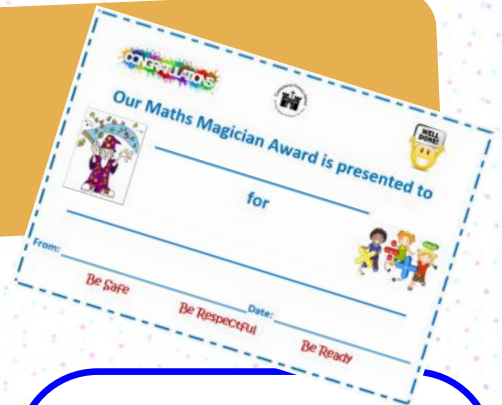 CONGRATULATIONS
WELL DONE!
Our Maths Magician Award is presented to
for
From:
Date:
Be Safe
Be Respectful
Be Ready